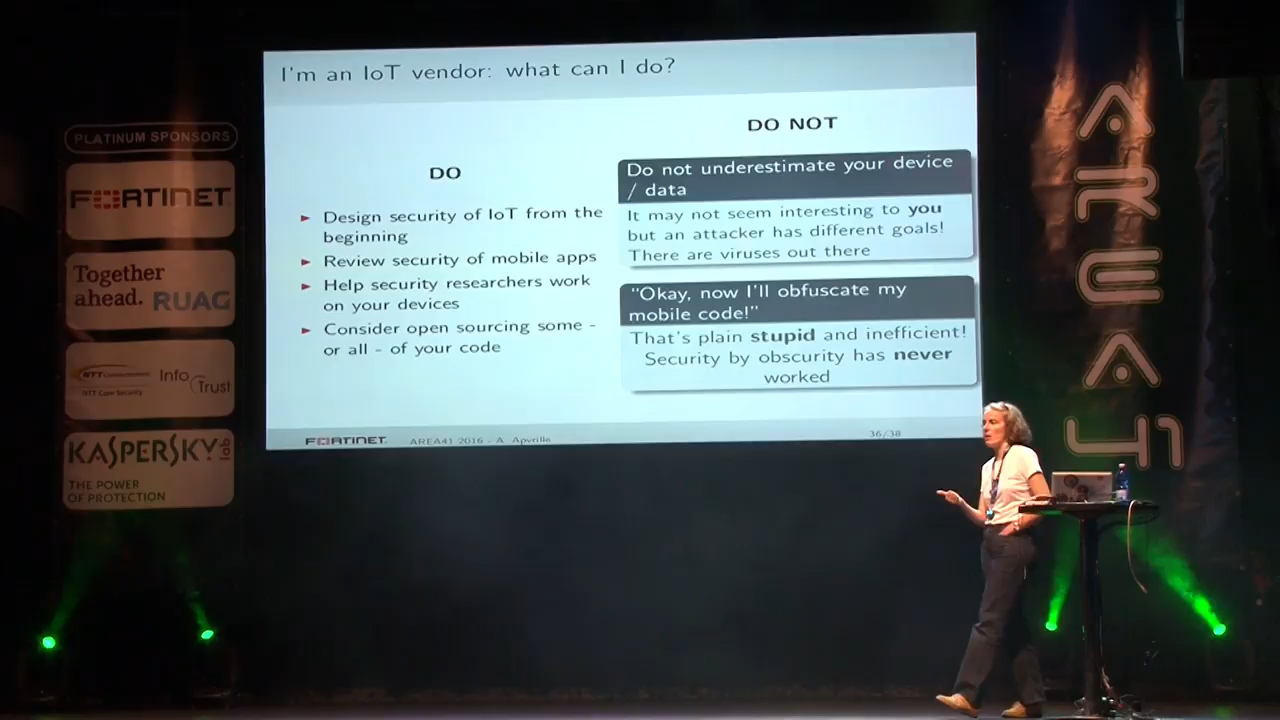 I'm an IoT vendor: what can I do?
DO
► Design security of IoT from the
beginning
► Review security of mobile apps
► Help security researchers work
on your devices
► Consider open sourcing some -
or all - of your code
DO NOT
Do not underestimate your device
/ data
It may not seem interesting to you
but an attacker has different goals!
There are viruses out there
"Okay, now I'll obfuscate my
mobile code!"
That's plain stupid and inefficient!
Security by obscurity has never
worked
FORTINET
AREA41 2016 - A. Apvrille
36/38
PLATINUM SPONSORS
FORTINET
Together
ahead. RUAG
NTT Communications
NTT Com Security
Info
Trust
KASPERSKY lab
THE POWER
OF PROTECTION
AREA41